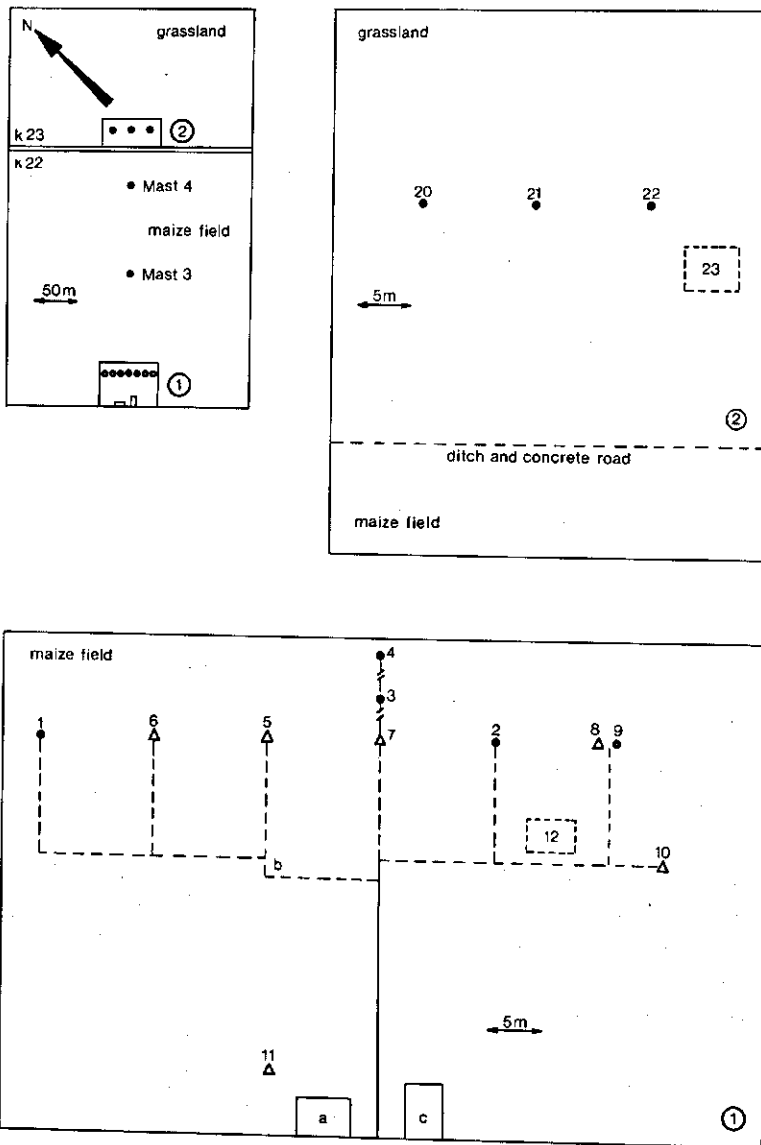 N
grassland
k 23
2
K 22
Mast 4
maize field
Mast 3
50m
1
grassland
20
21
22
23
5m
2
ditch and concrete road
maize field
maize field
4
3
1
6
5
7
2
8
9
12
b
10
5m
11
a
c
1